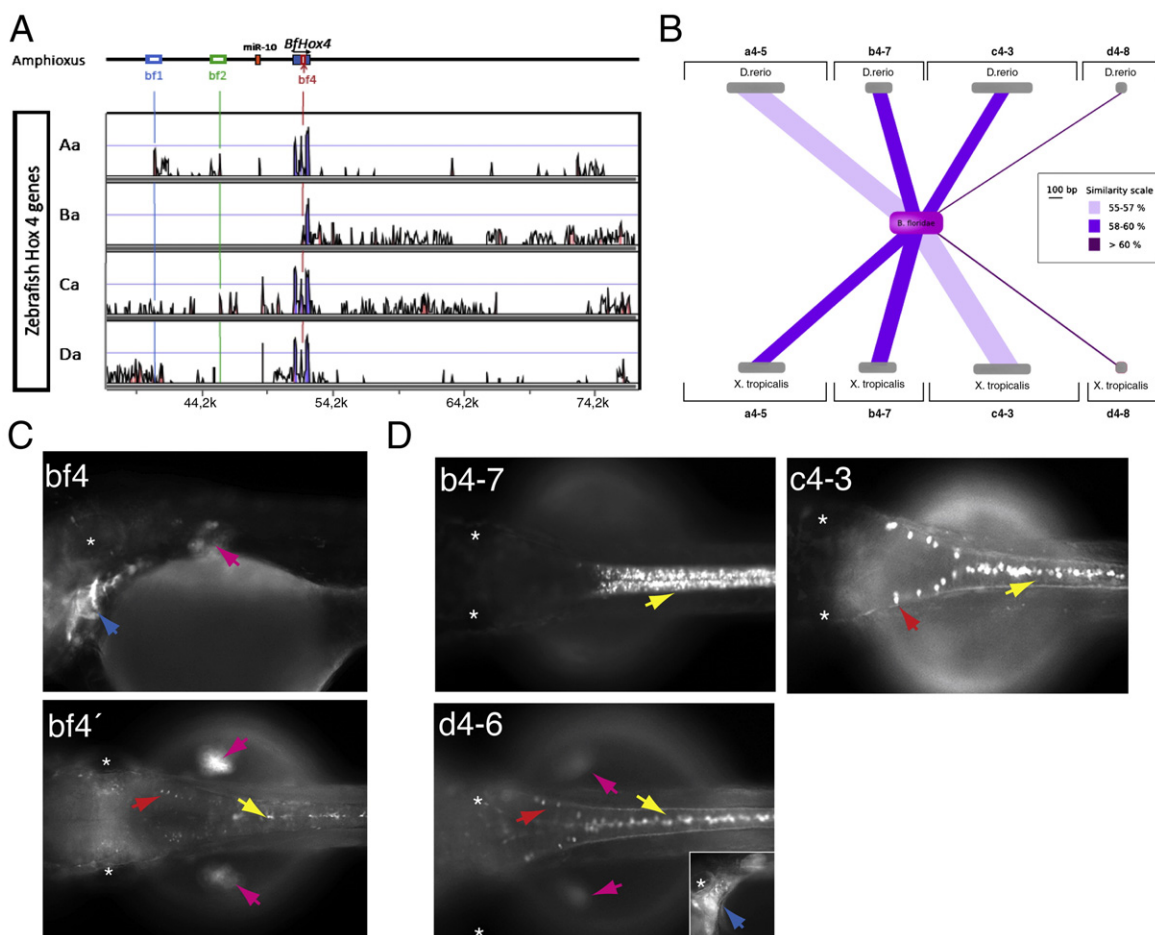 A
miR-10
BfHox4
Amphioxus
bf1
bf2
bf4
Zebrafish Hox 4 genes
Aa
Ba
Ca
Da
44,2k
54,2k
64,2k
74,2k
B
a4-5
b4-7
c4-3
d4-8
D.rerio
D.rerio
D.rerio
D.rerio
B. floridae
100 bp
Similarity scale
55-57 %
58-60 %
> 60 %
X. tropicalis
X. tropicalis
X. tropicalis
X. tropicalis
a4-5
b4-7
c4-3
d4-8
C
bf4
*
bf4´
*
*
D
b4-7
*
*
c4-3
*
*
d4-6
*
*
*